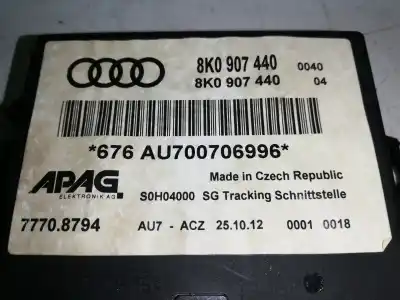 8K0 907 440 0040
8K0 907 440 04
*676 AU700706996*
Made in Czech Republic
APAG
ELEKTRONIK AG
S0H04000 SG Tracking Schnittstelle
7770.8794 AU7 - ACZ 25.10.12 0001 0018